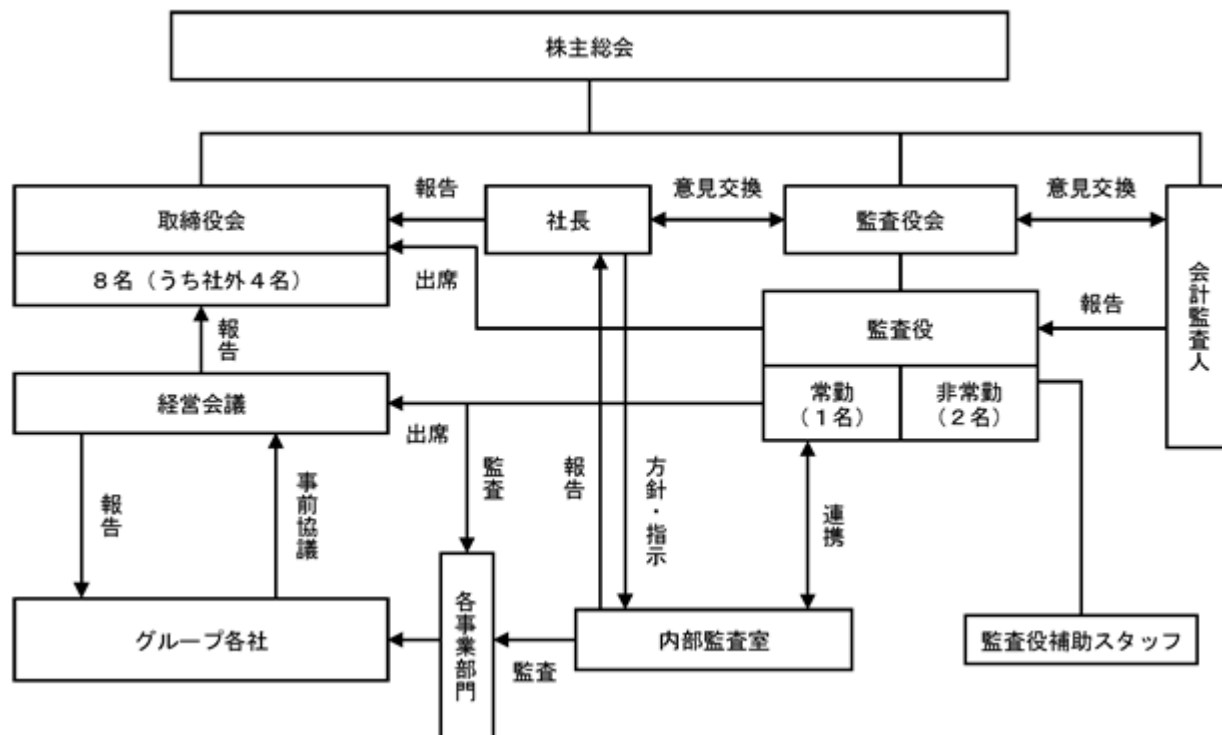 株主総会
報告
意見交換
意見交換
取締役会
社長
監査役会
８名（うち社外４名）
出席
会計監査人
報告
監査役
報告
経営会議
常勤
（１名）
非常勤
（２名）
出席
報告
事前協議
監査
報告
方針・指示
連携
グループ各社
各事業部門
監査
内部監査室
監査役補助スタッフ